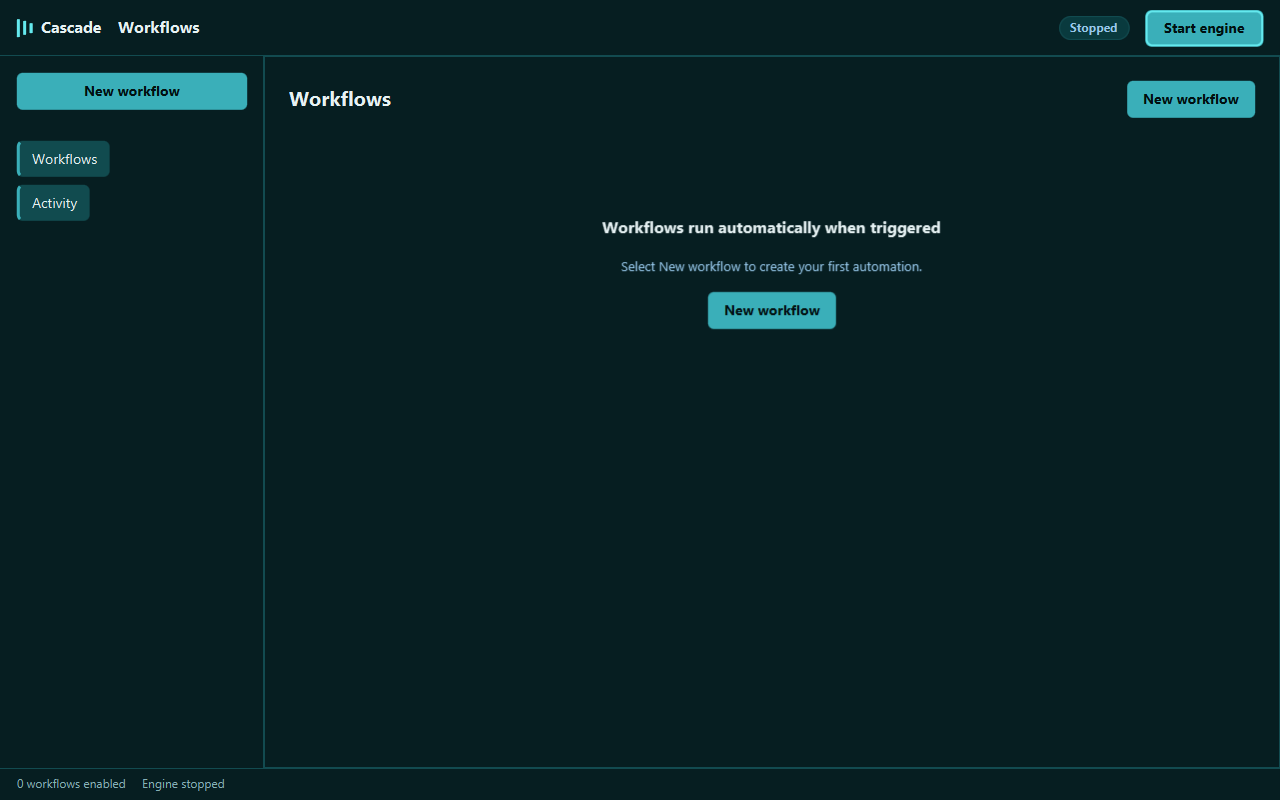 Cascade Workflows Stopped Start engine
New workflow
Workflows
Activity
Workflows New workflow
Workflows run automatically when triggered
Select New workflow to create your first automation.
New workflow
0 workflows enabled Engine stopped